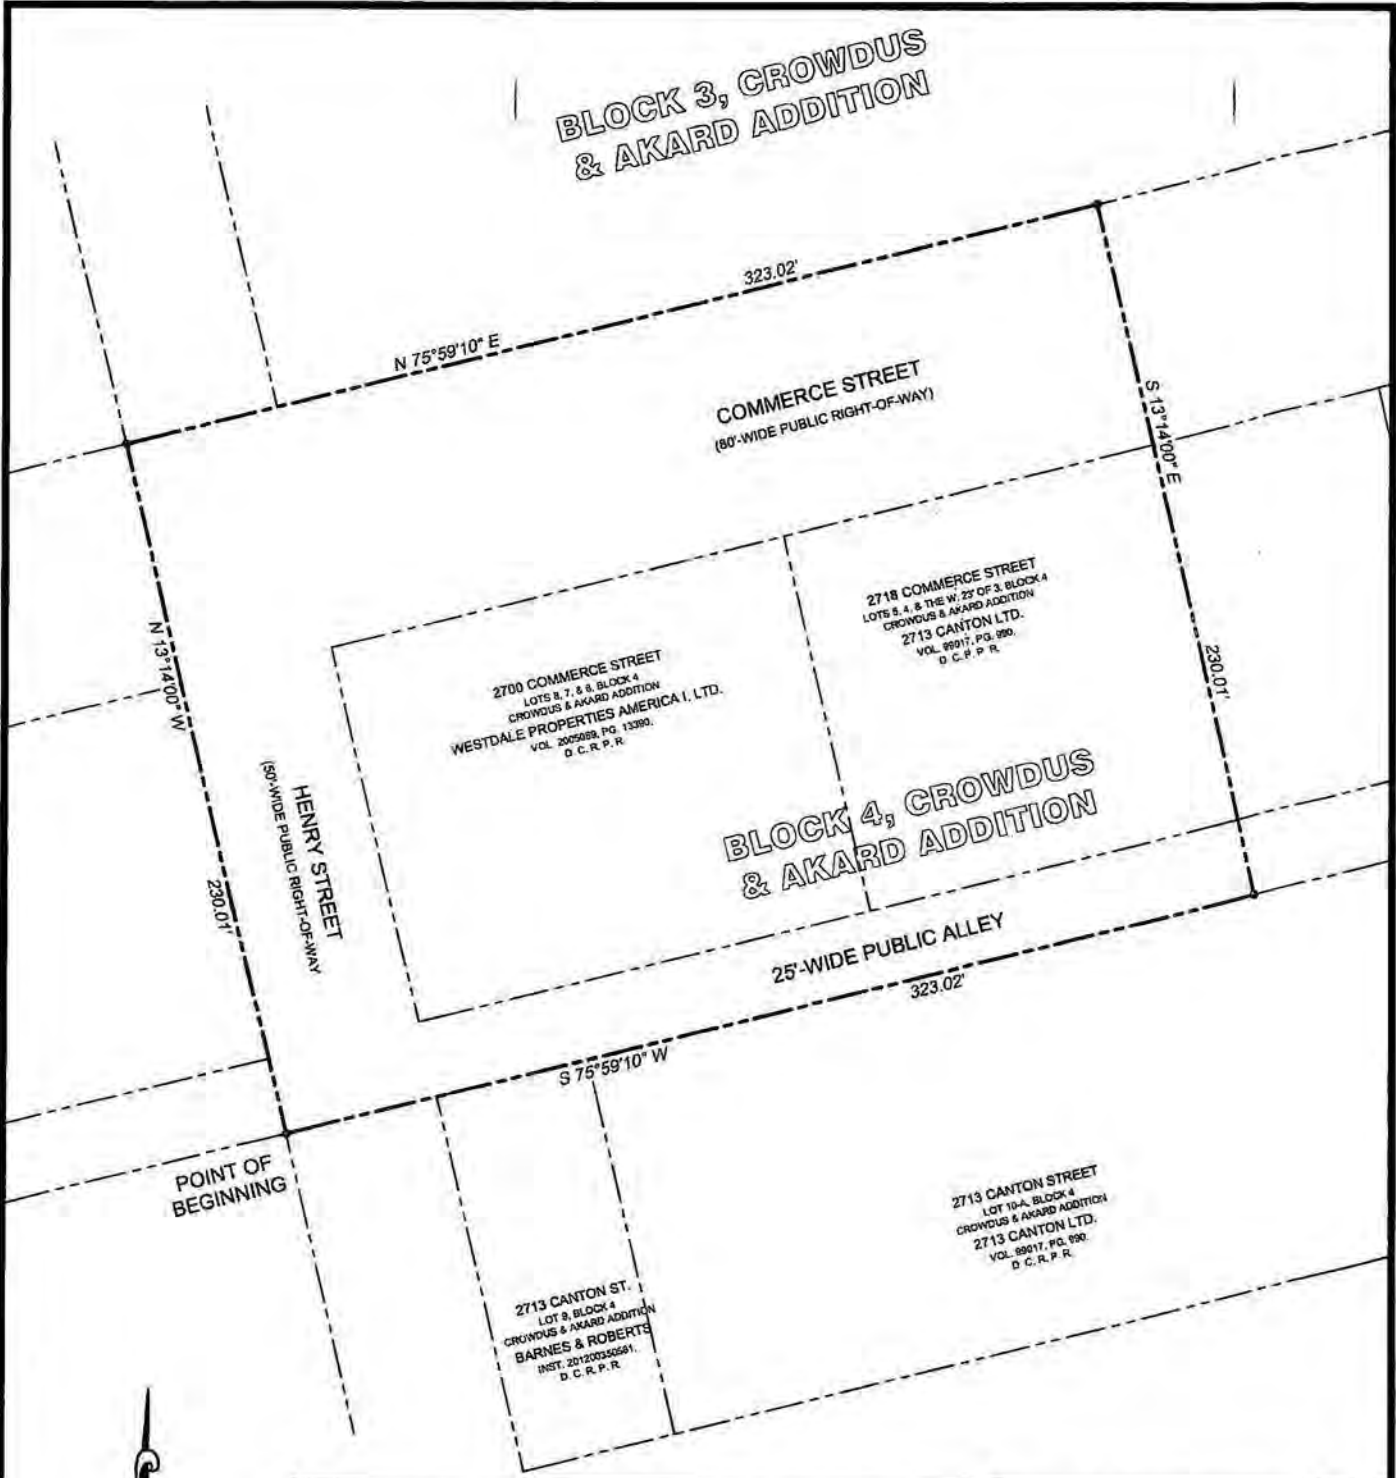 BLOCK 3, CROWDUS
& AKARD ADDITION
323.02'
N 75°59'10" E
COMMERCE STREET
(80'-WIDE PUBLIC RIGHT-OF-WAY)
S 13°14'00" E
230.01'
2718 COMMERCE STREET
LOTS 5, 4, & THE W. 23' OF 3, BLOCK 4
CROWDUS & AKARD ADDITION
2713 CANTON LTD.
VOL. 99017, PG. 990,
D. C. R. P. R.
N 13°14'00" W
230.01'
2700 COMMERCE STREET
LOTS 8, 7, & 6, BLOCK 4
CROWDUS & AKARD ADDITION
WESTDALE PROPERTIES AMERICA I, LTD.
VOL. 2005089, PG. 13390,
D. C. R. P. R.
HENRY STREET
(50'-WIDE PUBLIC RIGHT-OF-WAY
BLOCK 4, CROWDUS
& AKARD ADDITION
25'-WIDE PUBLIC ALLEY
323.02'
S 75°59'10" W
POINT OF
BEGINNING
2713 CANTON STREET
LOT 10-A, BLOCK 4
CROWDUS & AKARD ADDITION
2713 CANTON LTD.
VOL. 99017, PG. 990,
D. C. R. P. R.
2713 CANTON ST.
LOT 9, BLOCK 4
CROWDUS & AKARD ADDITION
BARNES & ROBERTS
INST. 201200350581,
D. C. R. P. R.